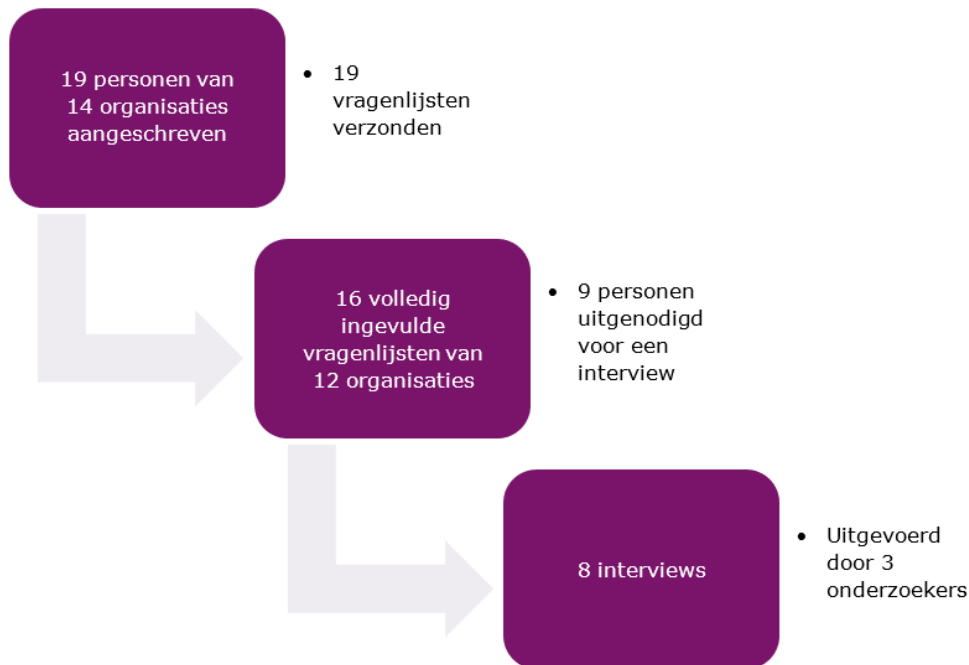 19 personen van
14 organisaties
aangeschreven
• 19
vragenlijsten
verzonden
16 volledig
ingevulde
vragenlijsten van
12 organisaties
• 9 personen
uitgenodigd
voor een
interview
8 interviews
• Uitgevoerd
door 3
onderzoekers